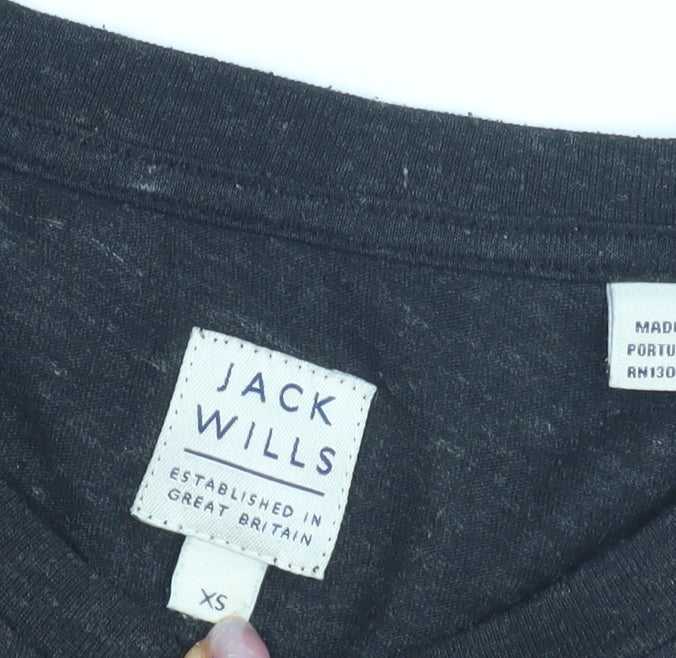 JACK
WILLS
ESTABLISHED IN
GREAT BRITAIN
XS
MADE
PORTU
RN130